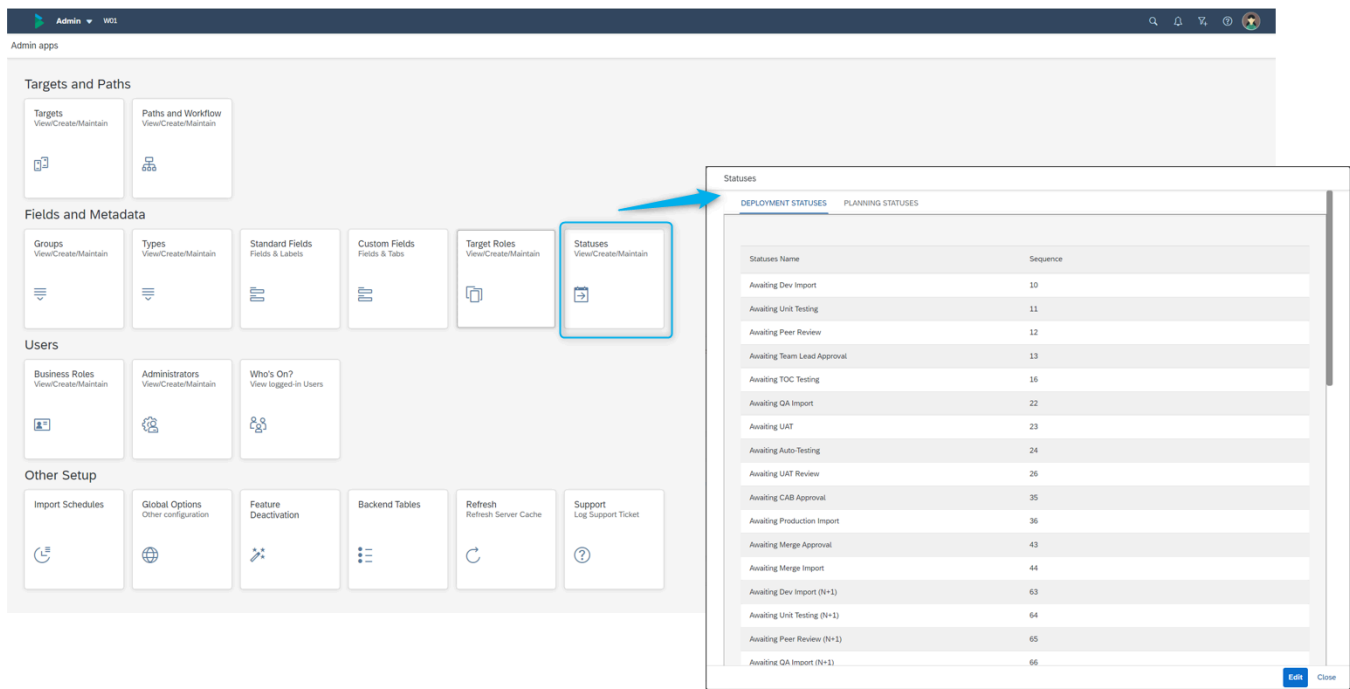 Admin W01
Admin apps
Targets and Paths
Targets
View/Create/Maintain
Paths and Workflow
View/Create/Maintain
Fields and Metadata
Groups
View/Create/Maintain
Types
View/Create/Maintain
Standard Fields
Fields & Labels
Custom Fields
Fields & Tabs
Target Roles
View/Create/Maintain
Statuses
View/Create/Maintain
Users
Business Roles
View/Create/Maintain
Administrators
View/Create/Maintain
Who's On?
View logged-in Users
Other Setup
Import Schedules
Global Options
Other configuration
Feature
Deactivation
Backend Tables
Refresh
Refresh Server Cache
Support
Log Support Ticket
Statuses
DEPLOYMENT STATUSES PLANNING STATUSES
Statuses Name Sequence
Awaiting Dev Import 10
Awaiting Unit Testing 11
Awaiting Peer Review 12
Awaiting Team Lead Approval 13
Awaiting TOC Testing 16
Awaiting QA Import 22
Awaiting UAT 23
Awaiting Auto-Testing 24
Awaiting UAT Review 26
Awaiting CAB Approval 35
Awaiting Production Import 36
Awaiting Merge Approval 43
Awaiting Merge Import 44
Awaiting Dev Import (N+1) 63
Awaiting Unit Testing (N+1) 64
Awaiting Peer Review (N+1) 65
Awaiting QA Import (N+1) 66
Edit Close